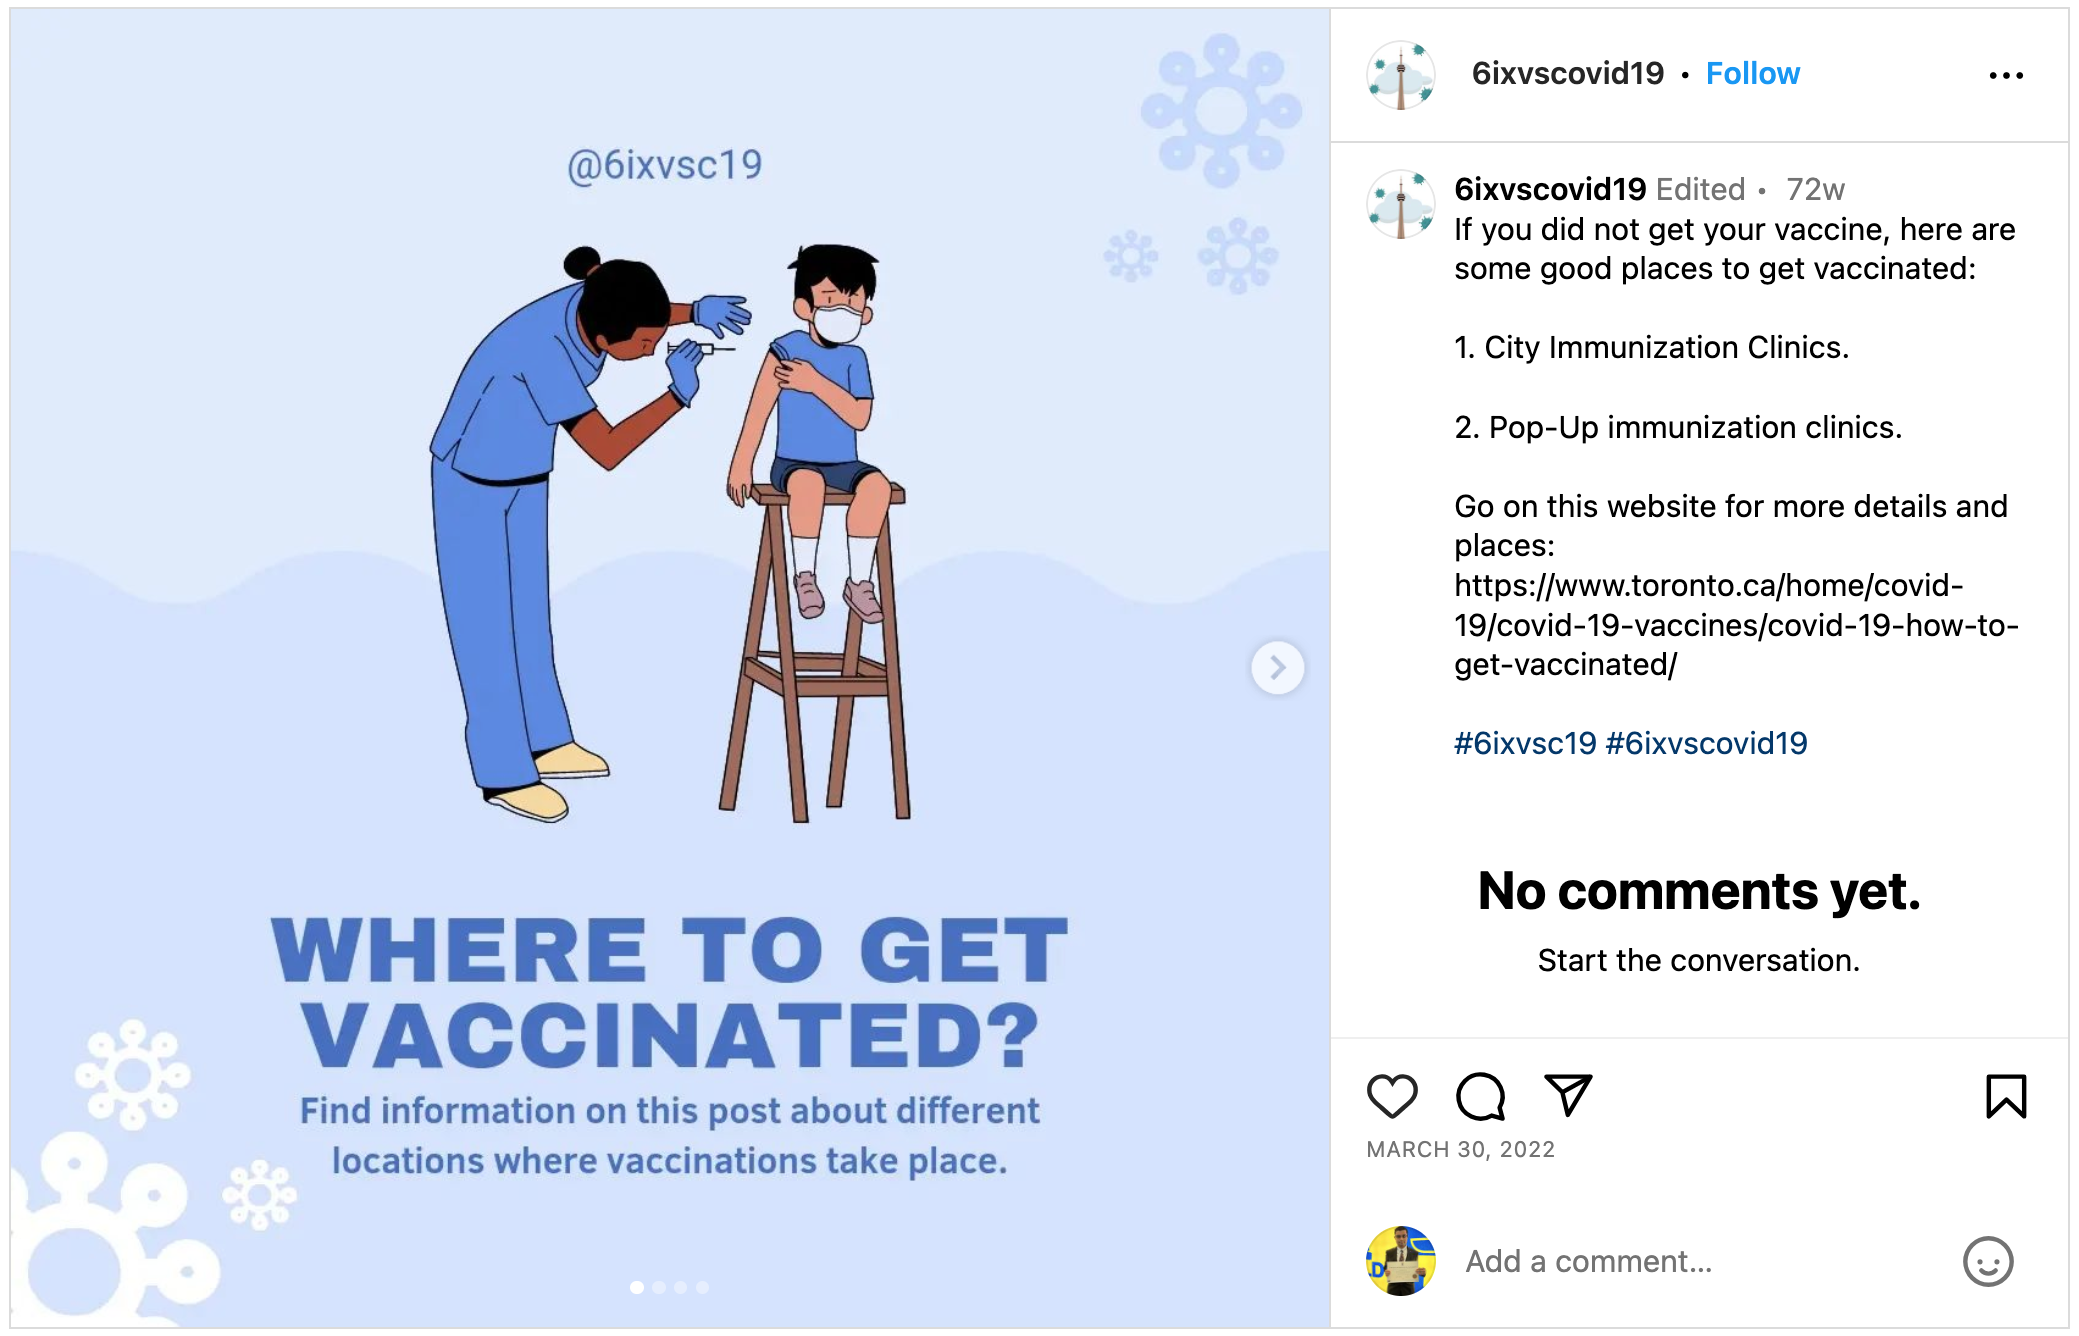 @6ixvsc19
WHERE TO GET
VACCINATED?
Find information on this post about different
locations where vaccinations take place.
6ixvscovid19 • Follow
6ixvscovid19 Edited • 72w
If you did not get your vaccine, here are
some good places to get vaccinated:
1. City Immunization Clinics.
2. Pop-Up immunization clinics.
Go on this website for more details and
places:
https://www.toronto.ca/home/covid-
19/covid-19-vaccines/covid-19-how-to-
get-vaccinated/
#6ixvsc19 #6ixvscovid19
No comments yet.
Start the conversation.
MARCH 30, 2022
Add a comment...